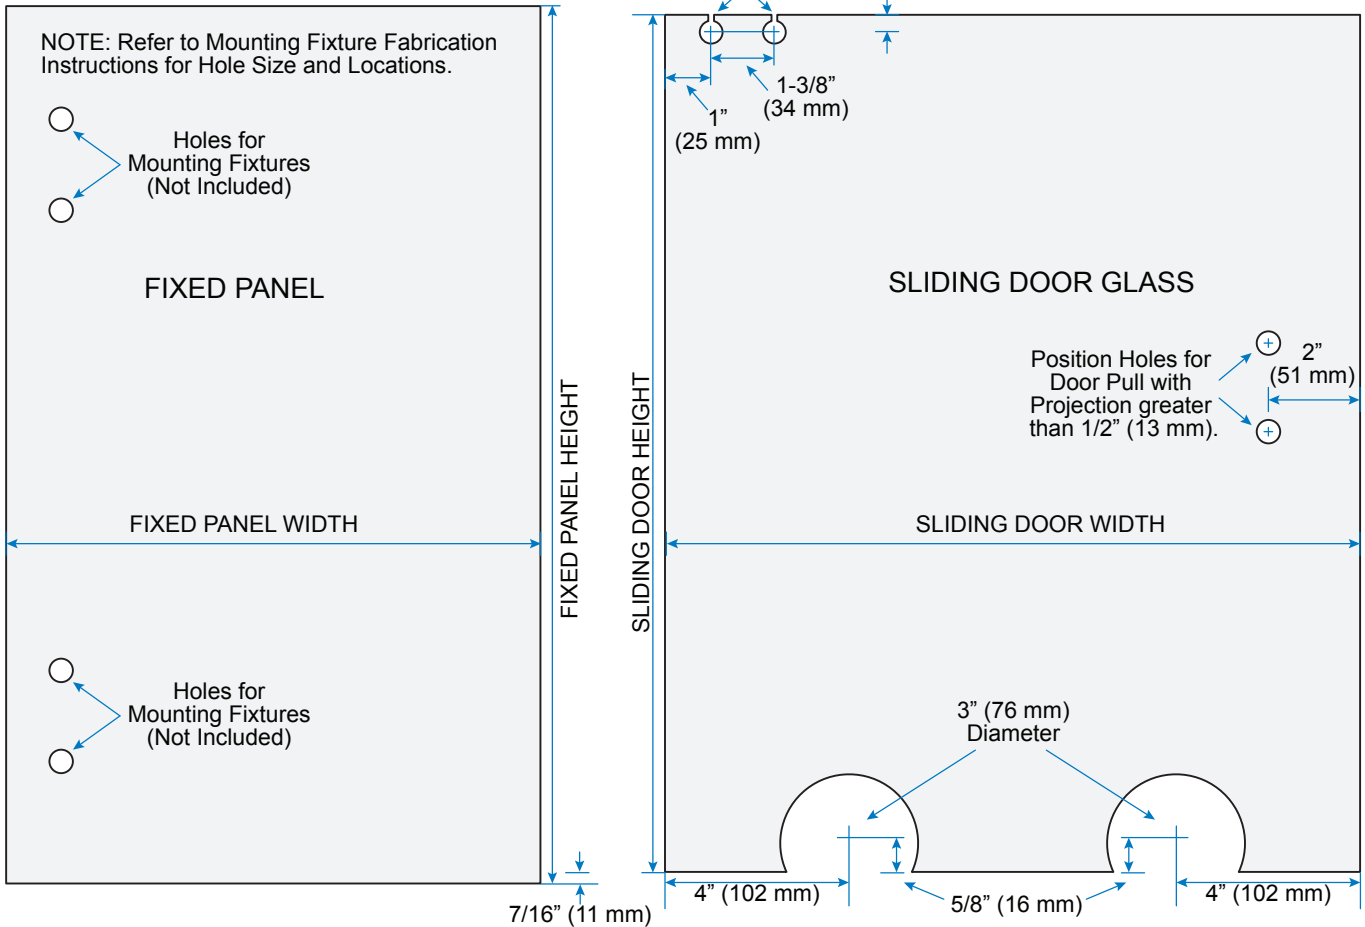 NOTE: Refer to Mounting Fixture Fabrication
Instructions for Hole Size and Locations.
Holes for
Mounting Fixtures
(Not Included)
FIXED PANEL
FIXED PANEL WIDTH
Holes for
Mounting Fixtures
(Not Included)
FIXED PANEL HEIGHT
7/16” (11 mm)
SLIDING DOOR HEIGHT
1-3/8”
(34 mm)
1”
(25 mm)
SLIDING DOOR GLASS
Position Holes for
Door Pull with
Projection greater
than 1/2” (13 mm).
2”
(51 mm)
SLIDING DOOR WIDTH
3” (76 mm)
Diameter
4” (102 mm)
5/8” (16 mm)
4” (102 mm)